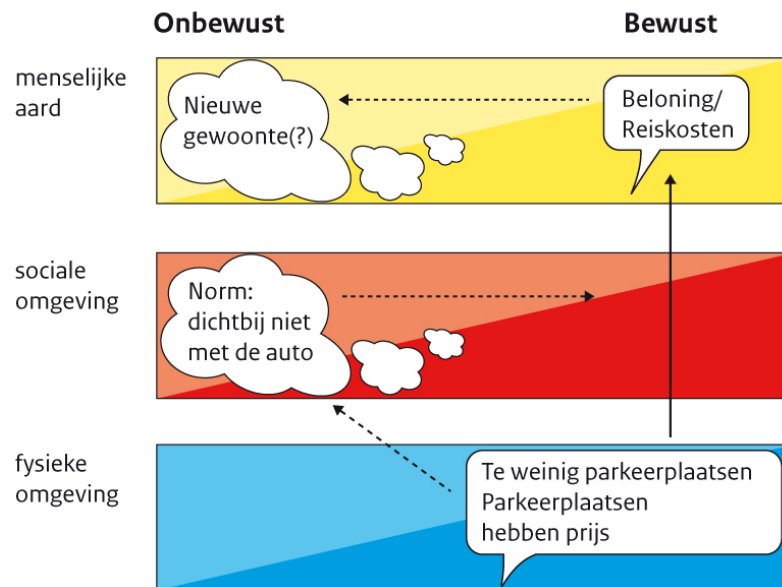 Onbewust
Bewust
menselijke
aard
Nieuwe
gewoonte(?)
Beloning/
Reiskosten
sociale
omgeving
Norm:
dichtbij niet
met de auto
fysieke
omgeving
Te weinig parkeerplaatsen
Parkeerplaatsen
hebben prijs